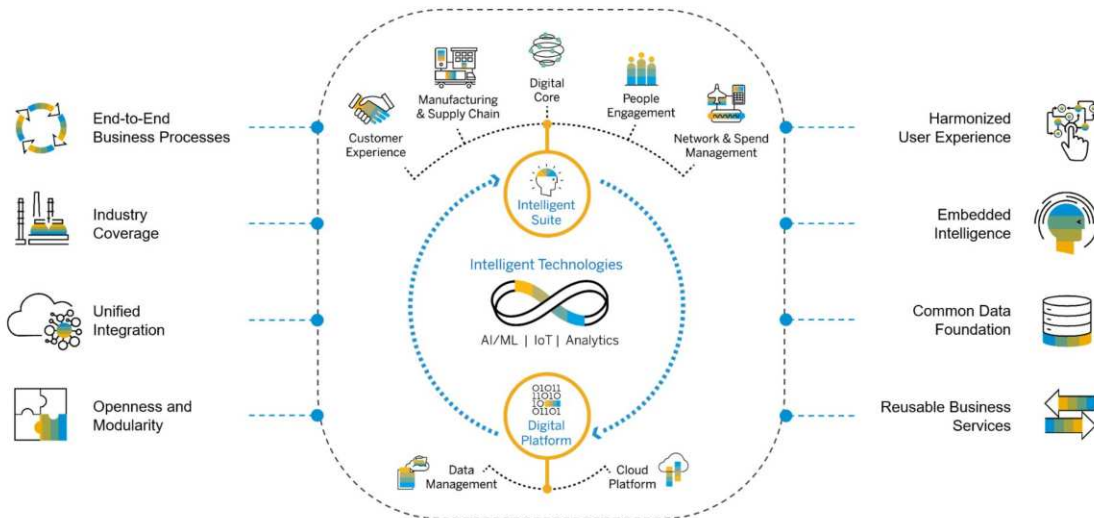 End-to-End
Business Processes
Industry
Coverage
Unified
Integration
Openness and
Modularity
Customer
Experience
Manufacturing
& Supply Chain
Digital
Core
People
Engagement
Network & Spend
Management
Intelligent
Suite
Intelligent Technologies
AI/ML | IoT | Analytics
01011
11010
10
01101
Digital
Platform
Data
Management
Cloud
Platform
Harmonized
User Experience
Embedded
Intelligence
Common Data
Foundation
Reusable Business
Services